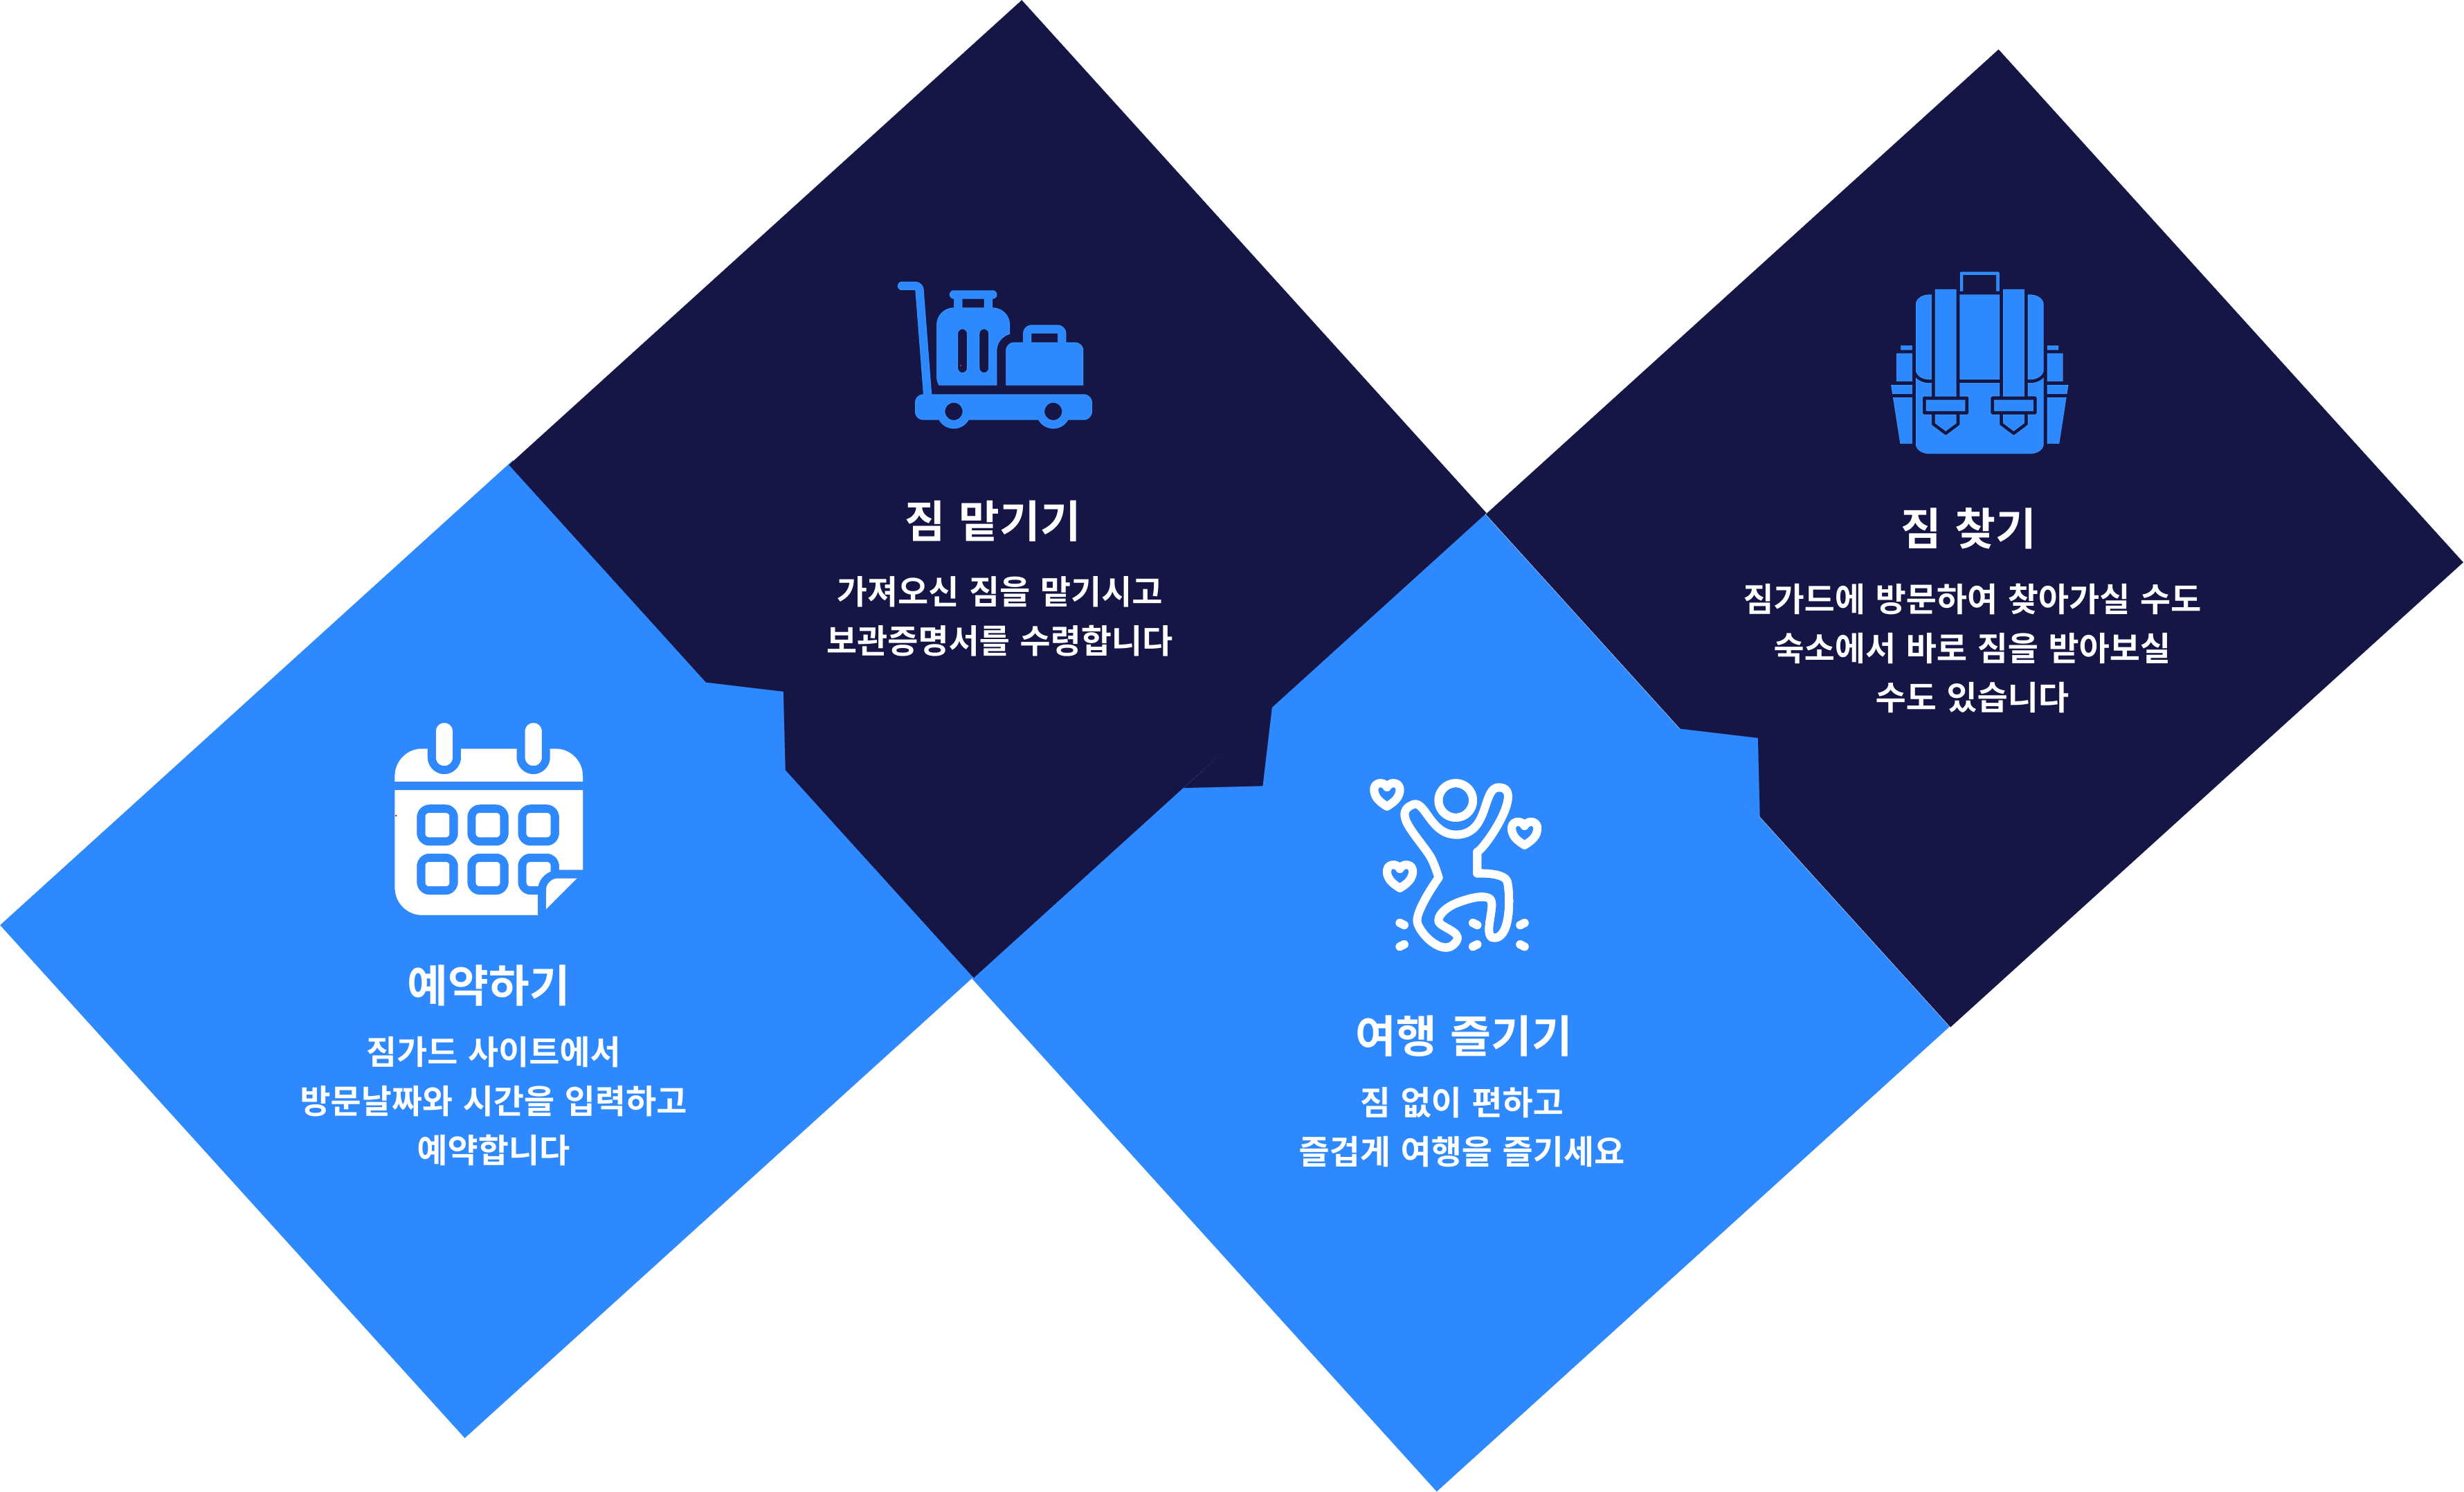 예약하기
짐가드 사이트에서
방문날짜와 시간을 입력하고
예약합니다
짐 맡기기
가져오신 짐을 맡기시고
보관증명서를 수령합니다
여행 즐기기
짐 없이 편하고
즐겁게 여행을 즐기세요
짐 찾기
짐가드에 방문하여 찾아가실 수도
숙소에서 바로 짐을 받아보실
수도 있습니다